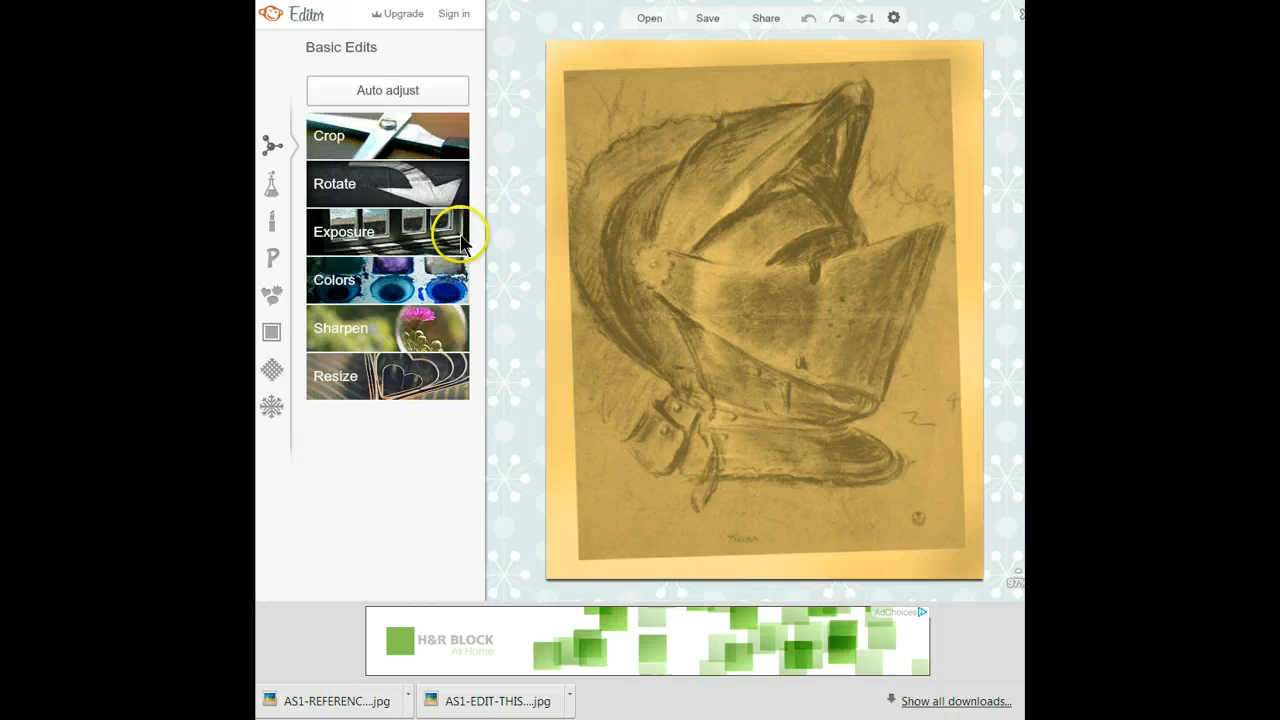 Editor
Upgrade
Sign in
Open
Save
Share
Basic Edits
Auto adjust
Crop
Rotate
Exposure
Colors
Sharpen
Resize
97%
AdChoices
H&R BLOCK
At Home
AS1-REFERENC....jpg
AS1-EDIT-THIS....jpg
Show all downloads...